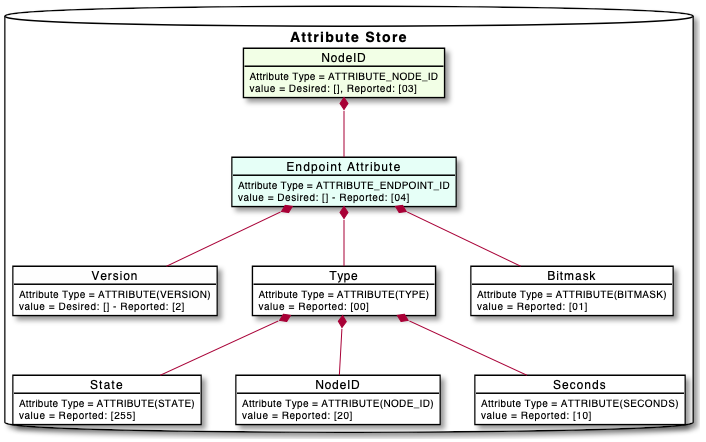 Attribute Store
NodeID
Attribute Type = ATTRIBUTE_NODE_ID
value = Desired: [], Reported: [03]
Endpoint Attribute
Attribute Type = ATTRIBUTE_ENDPOINT_ID
value = Desired: [] - Reported: [04]
Version
Attribute Type = ATTRIBUTE(VERSION)
value = Desired: [] - Reported: [2]
Type
Attribute Type = ATTRIBUTE(TYPE)
value = Reported: [00]
Bitmask
Attribute Type = ATTRIBUTE(BITMASK)
value = Reported: [01]
State
Attribute Type = ATTRIBUTE(STATE)
value = Reported: [255]
NodeID
Attribute Type = ATTRIBUTE(NODE_ID)
value = Reported: [20]
Seconds
Attribute Type = ATTRIBUTE(SECONDS)
value = Reported: [10]